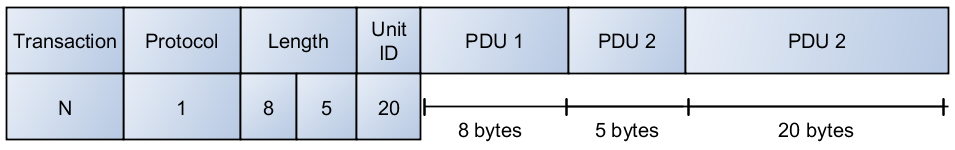 Transaction Protocol Length Unit ID PDU 1 PDU 2 PDU 2
N 1 8 5 20
8 bytes 5 bytes 20 bytes